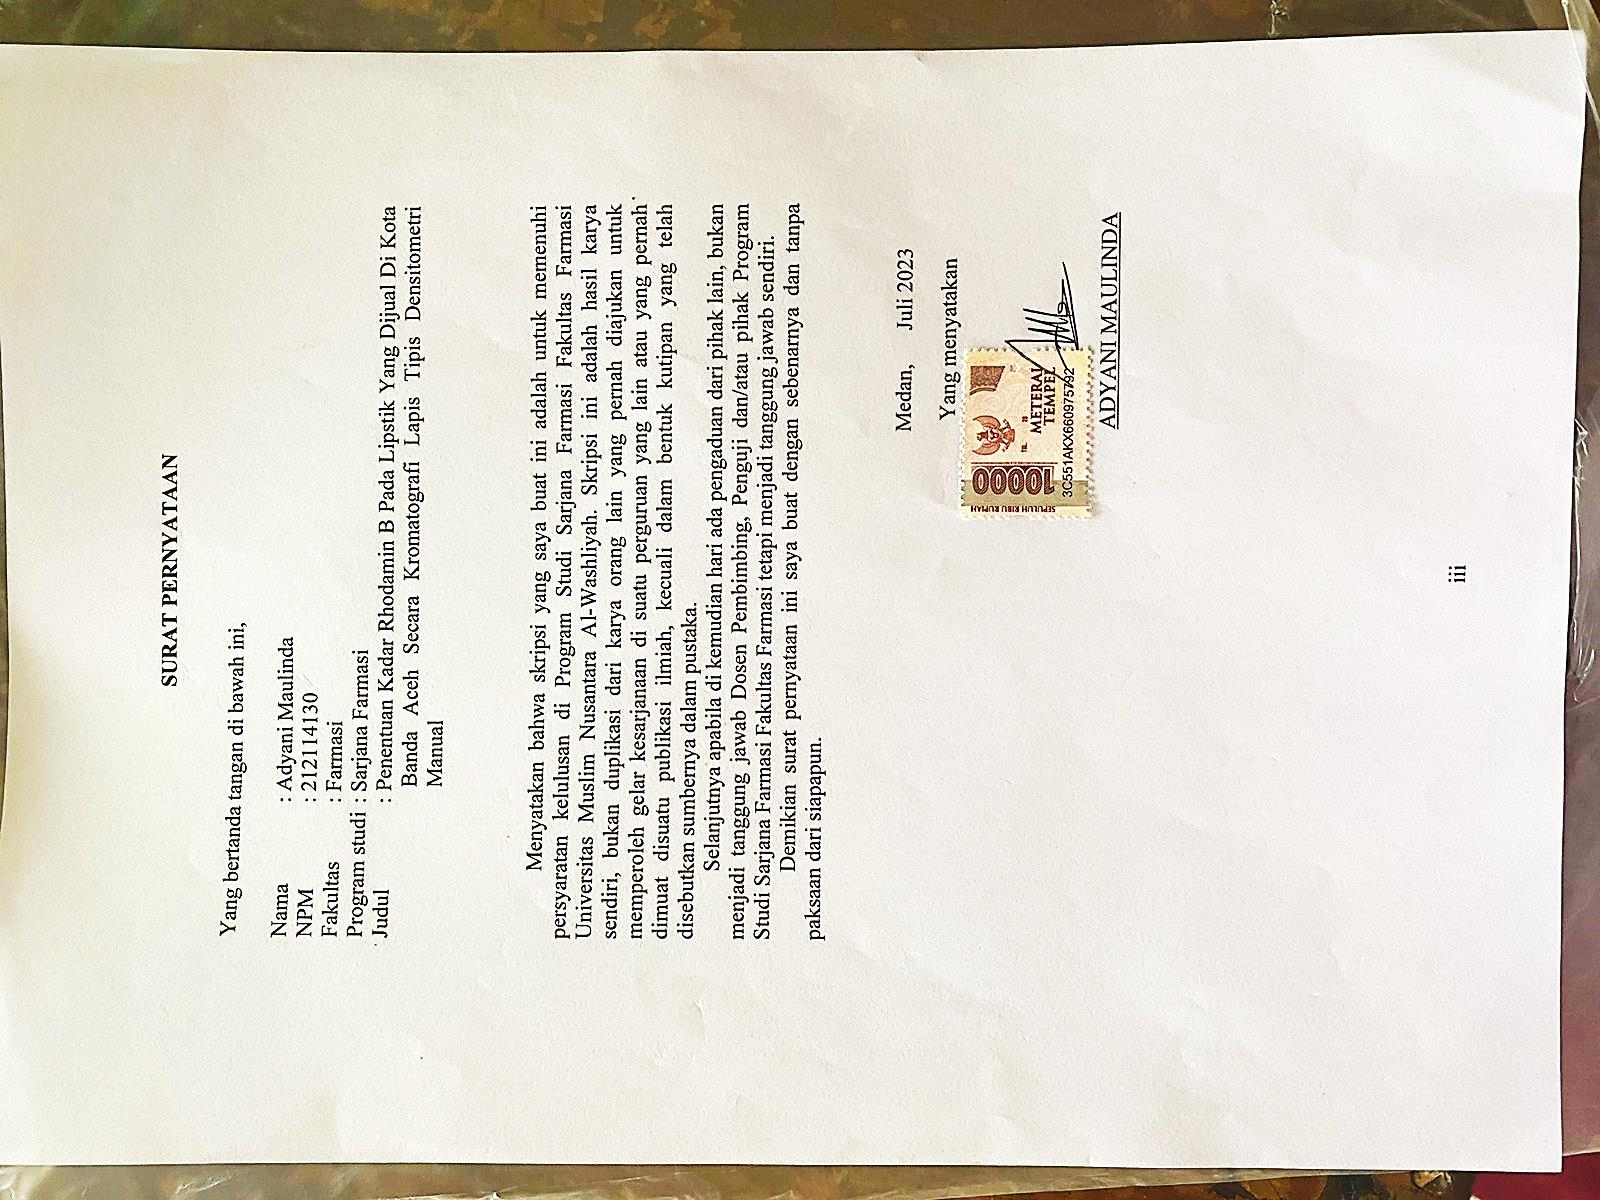 SURAT PERNYATAAN
Yang bertanda tangan di bawah ini,
Nama : Adyani Maulinda
NPM : 212114130
Fakultas : Farmasi
Program studi : Sarjana Farmasi
Judul : Penentuan Kadar Rhodamin B Pada Lipstik Yang Dijual Di Kota
Banda Aceh Secara Kromatografi Lapis Tipis Densitometri
Manual
Menyatakan bahwa skripsi yang saya buat ini adalah untuk memenuhi
persyaratan kelulusan di Program Studi Sarjana Farmasi Fakultas Farmasi
Universitas Muslim Nusantara Al-Washliyah. Skripsi ini adalah hasil karya
sendiri, bukan duplikasi dari karya orang lain yang pernah diajukan untuk
memperoleh gelar kesarjanaan di suatu perguruan yang lain atau yang pernah
dimuat disuatu publikasi ilmiah, kecuali dalam bentuk kutipan yang telah
disebutkan sumbernya dalam pustaka.
Selanjutnya apabila di kemudian hari ada pengaduan dari pihak lain, bukan
menjadi tanggung jawab Dosen Pembimbing, Penguji dan/atau pihak Program
Studi Sarjana Farmasi Fakultas Farmasi tetapi menjadi tanggung jawab sendiri.
Demikian surat pernyataan ini saya buat dengan sebenarnya dan tanpa
paksaan dari siapapun.
Medan, Juli 2023
Yang menyatakan
SEPULUH RIBU RUPIAH
10000
TGL. 20
METERAI
TEMPEL
3C551AKX660975792
ADYANI MAULINDA
iii